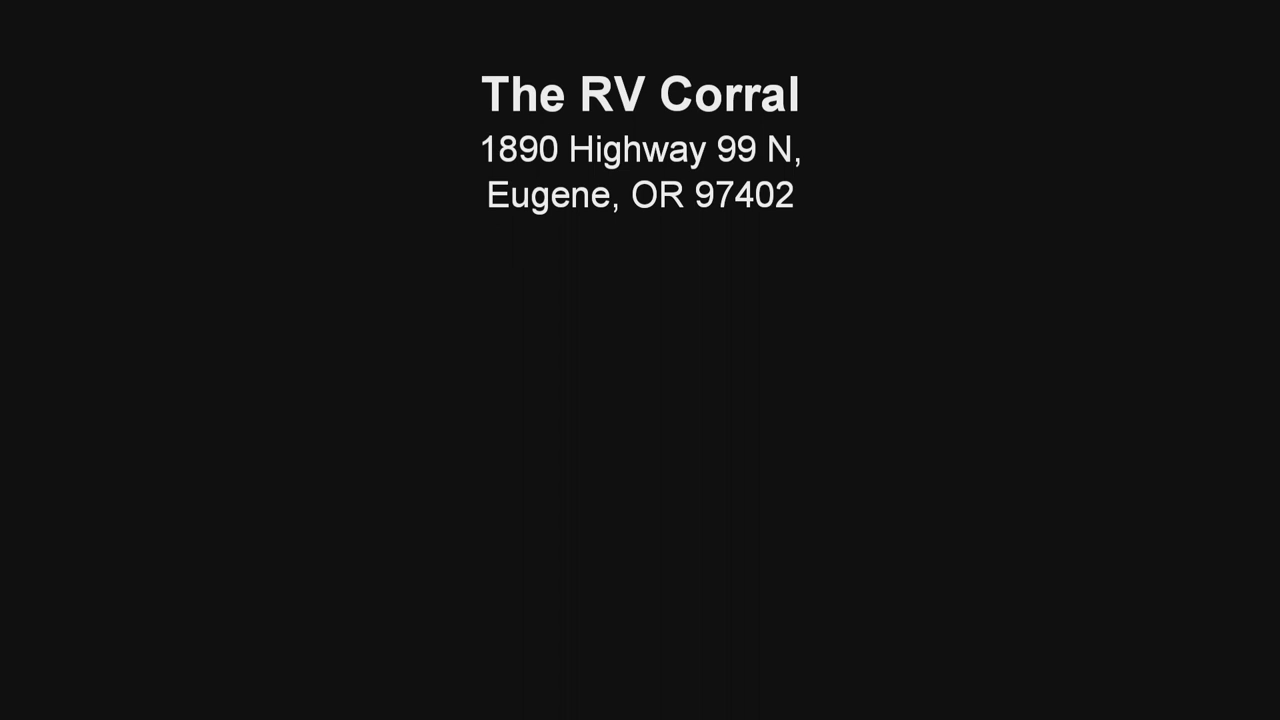 The RV Corral
1890 Highway 99 N,
Eugene, OR 97402